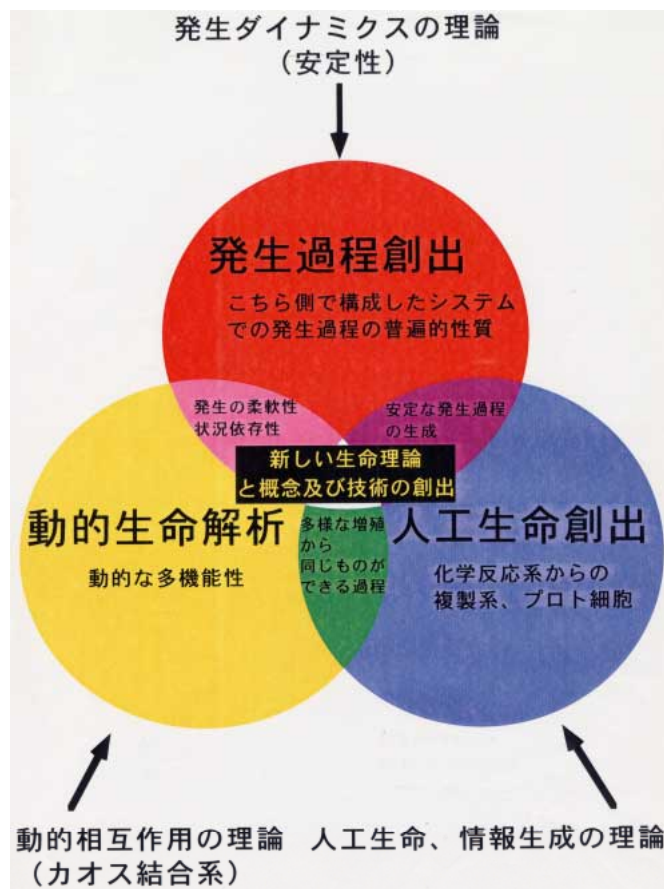 発生ダイナミクスの理論
（安定性）
発生過程創出
こちら側で構成したシステム
での発生過程の普遍的性質
発生の柔軟性
状況依存性
安定な発生過程
の生成
新しい生命理論
と概念及び技術の創出
動的生命解析
動的な多機能性
多様な増殖
から
同じものが
できる過程
人工生命創出
化学反応系からの
複製系、プロト細胞
動的相互作用の理論
（カオス結合系）
人工生命、情報生成の理論